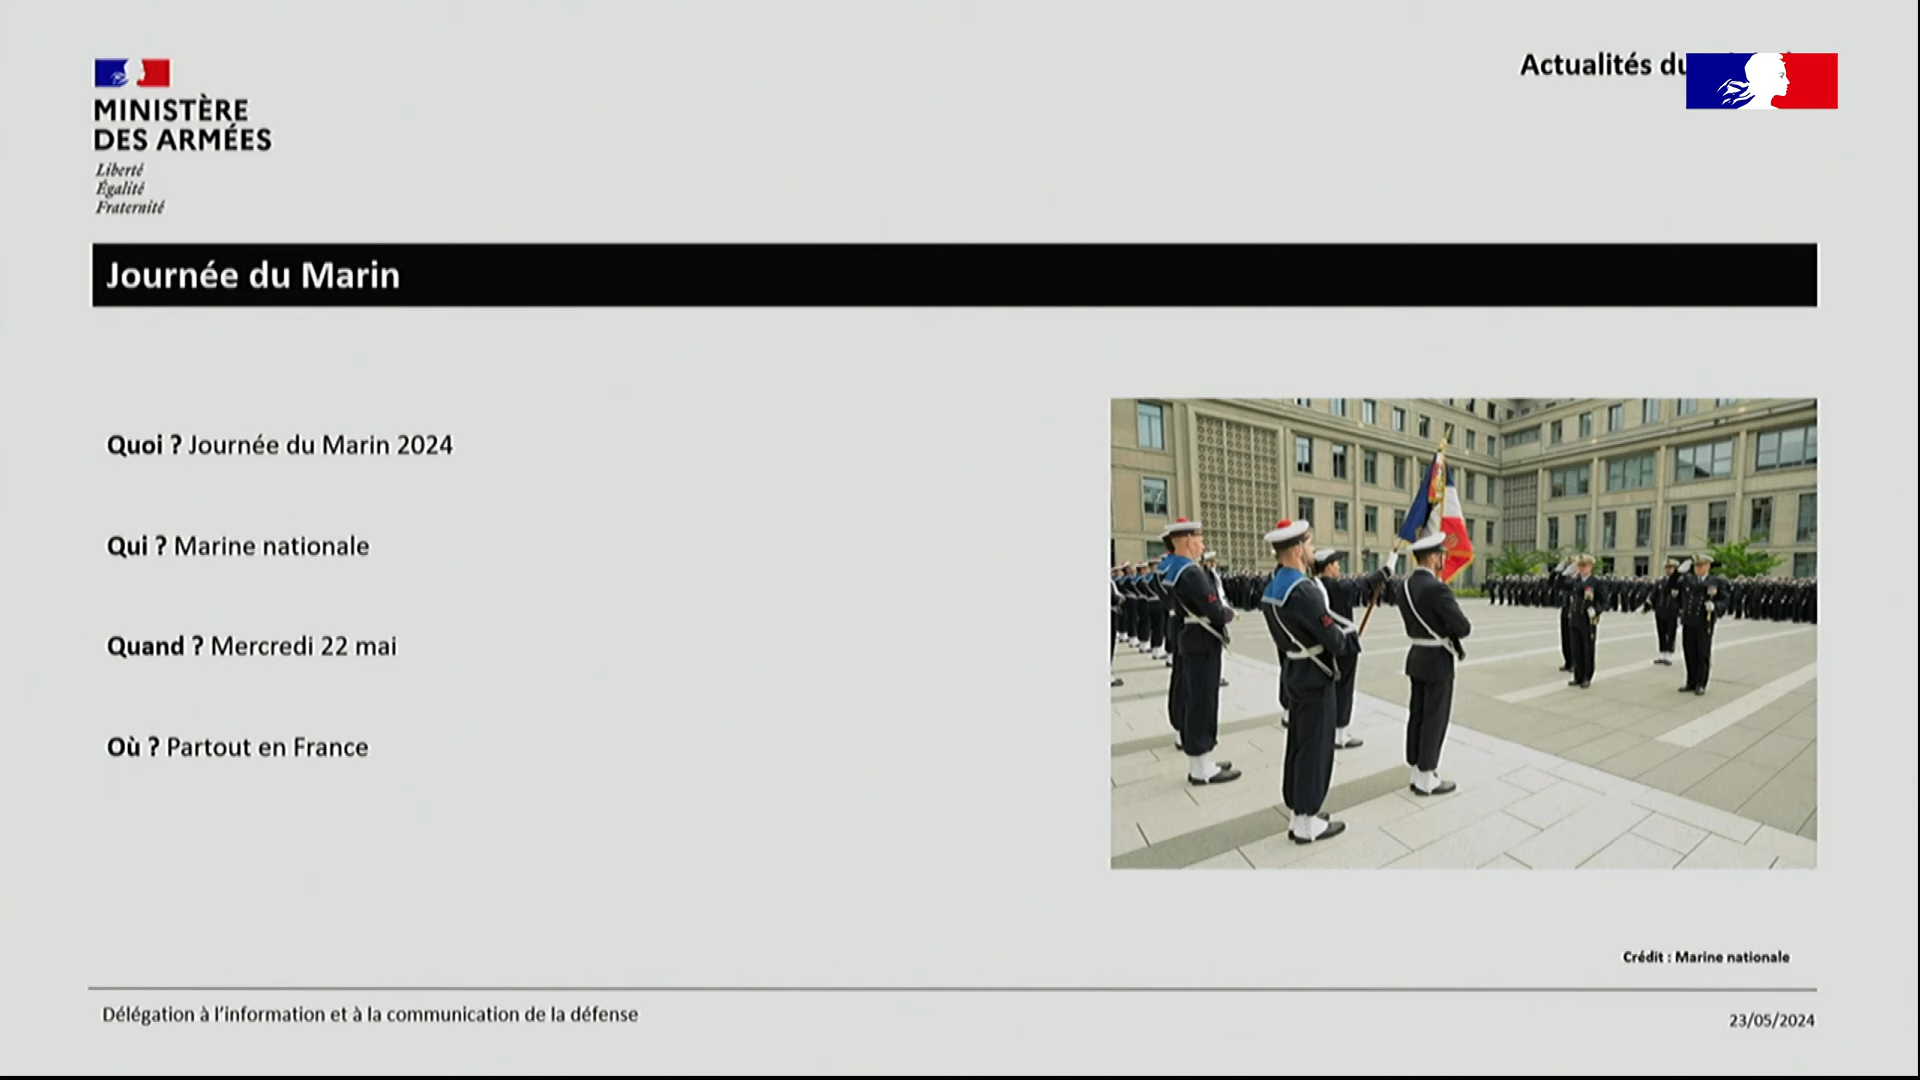 MINISTÈRE
DES ARMÉES
Liberté
Égalité
Fraternité
Actualités du
Journée du Marin
Quoi ? Journée du Marin 2024
Qui ? Marine nationale
Quand ? Mercredi 22 mai
Où ? Partout en France
Crédit : Marine nationale
Délégation à l'information et à la communication de la défense
23/05/2024